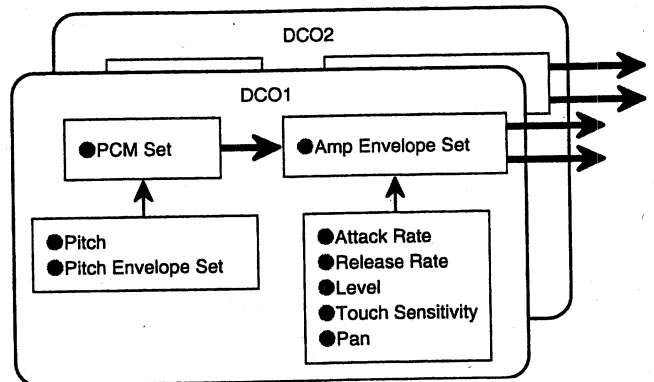 DCO2
DCO1
●PCM Set
●Amp Envelope Set
●Pitch
●Pitch Envelope Set
●Attack Rate
●Release Rate
●Level
●Touch Sensitivity
●Pan